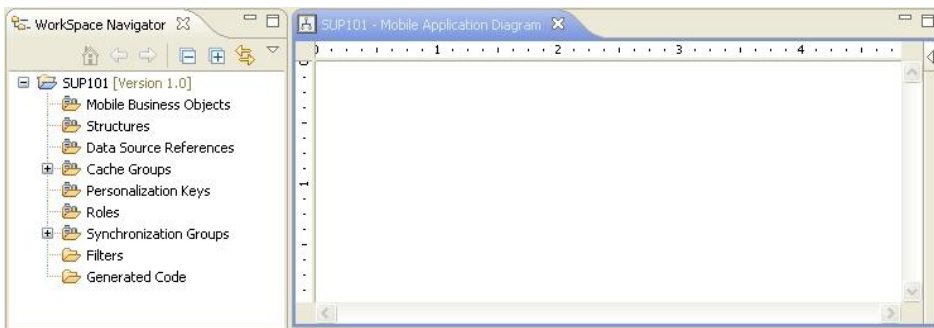 WorkSpace Navigator
SUP101 [Version 1.0]
Mobile Business Objects
Structures
Data Source References
Cache Groups
Personalization Keys
Roles
Synchronization Groups
Filters
Generated Code
SUP101 - Mobile Application Diagram
0 1 2 3 4
0
1